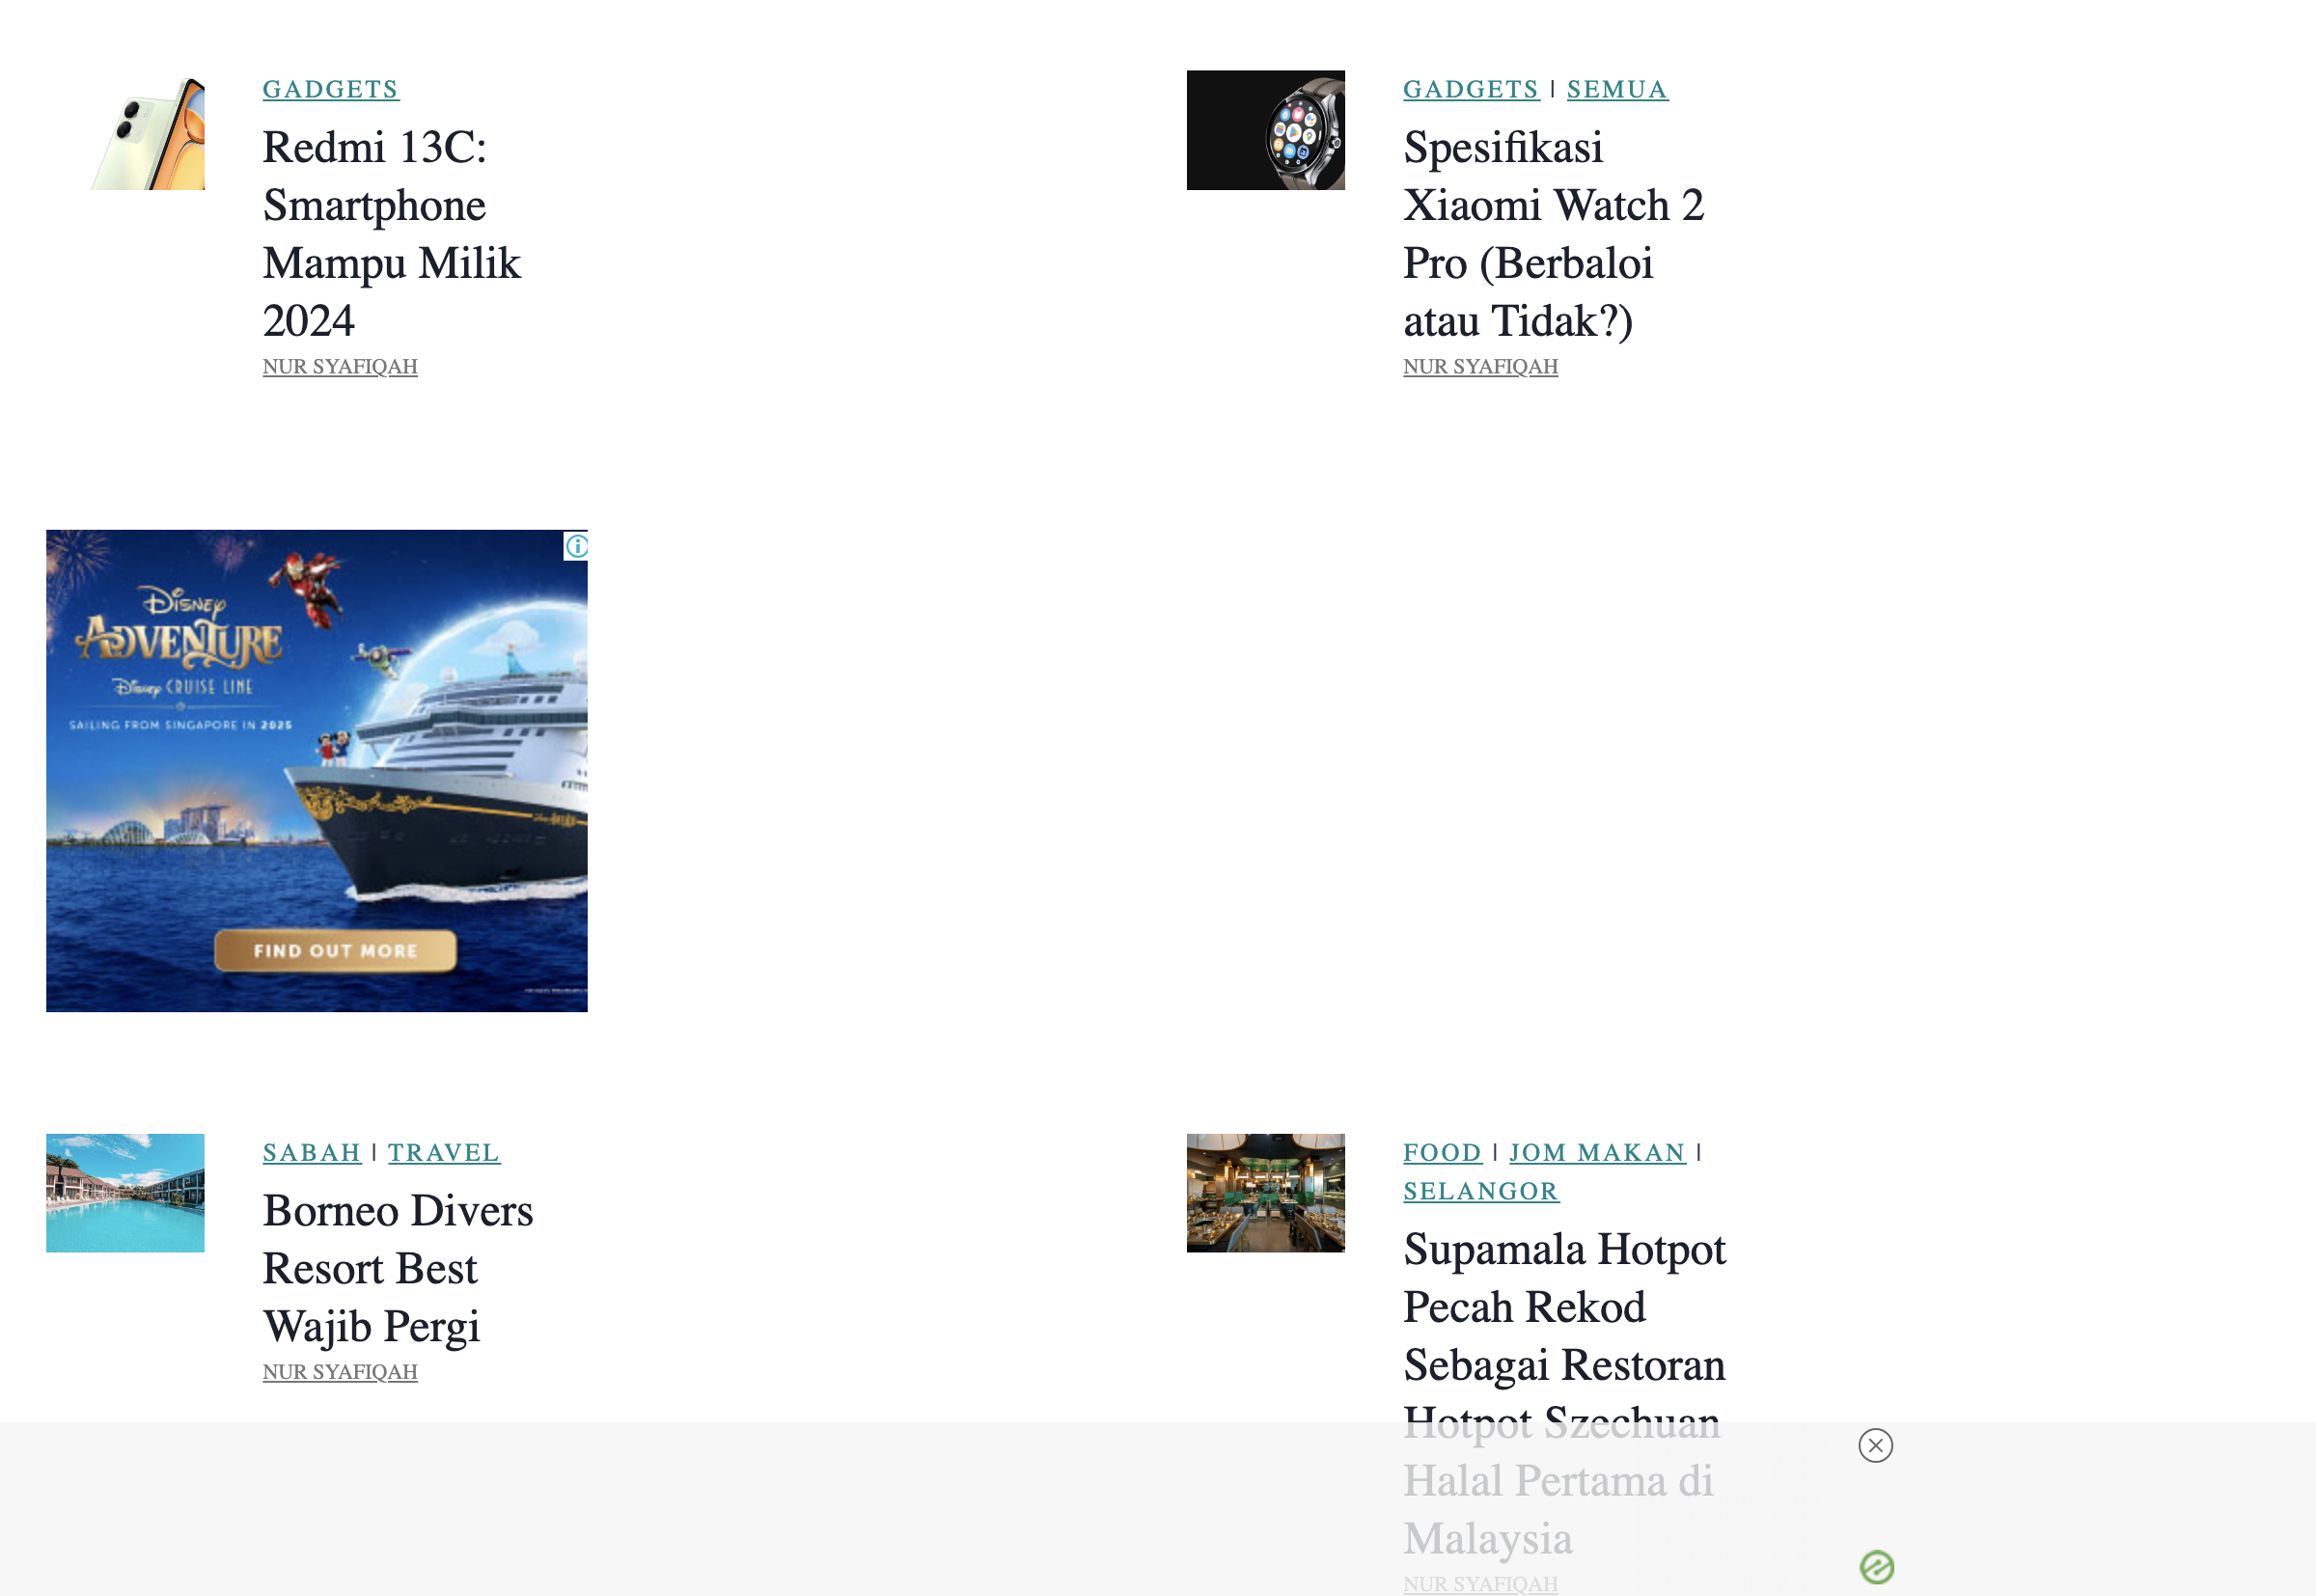 GADGETS
Redmi 13C:
Smartphone
Mampu Milik
2024
NUR SYAFIQAH
GADGETS | SEMUA
Spesifikasi
Xiaomi Watch 2
Pro (Berbaloi
atau Tidak?)
NUR SYAFIQAH
Disney
ADVENTURE
Disney CRUISE LINE
SAILING FROM SINGAPORE IN 2025
FIND OUT MORE
SABAH | TRAVEL
Borneo Divers
Resort Best
Wajib Pergi
NUR SYAFIQAH
FOOD | JOM MAKAN |
SELANGOR
Supamala Hotpot
Pecah Rekod
Sebagai Restoran
Hotpot Szechuan
Halal Pertama di
Malaysia
NUR SYAFIQAH